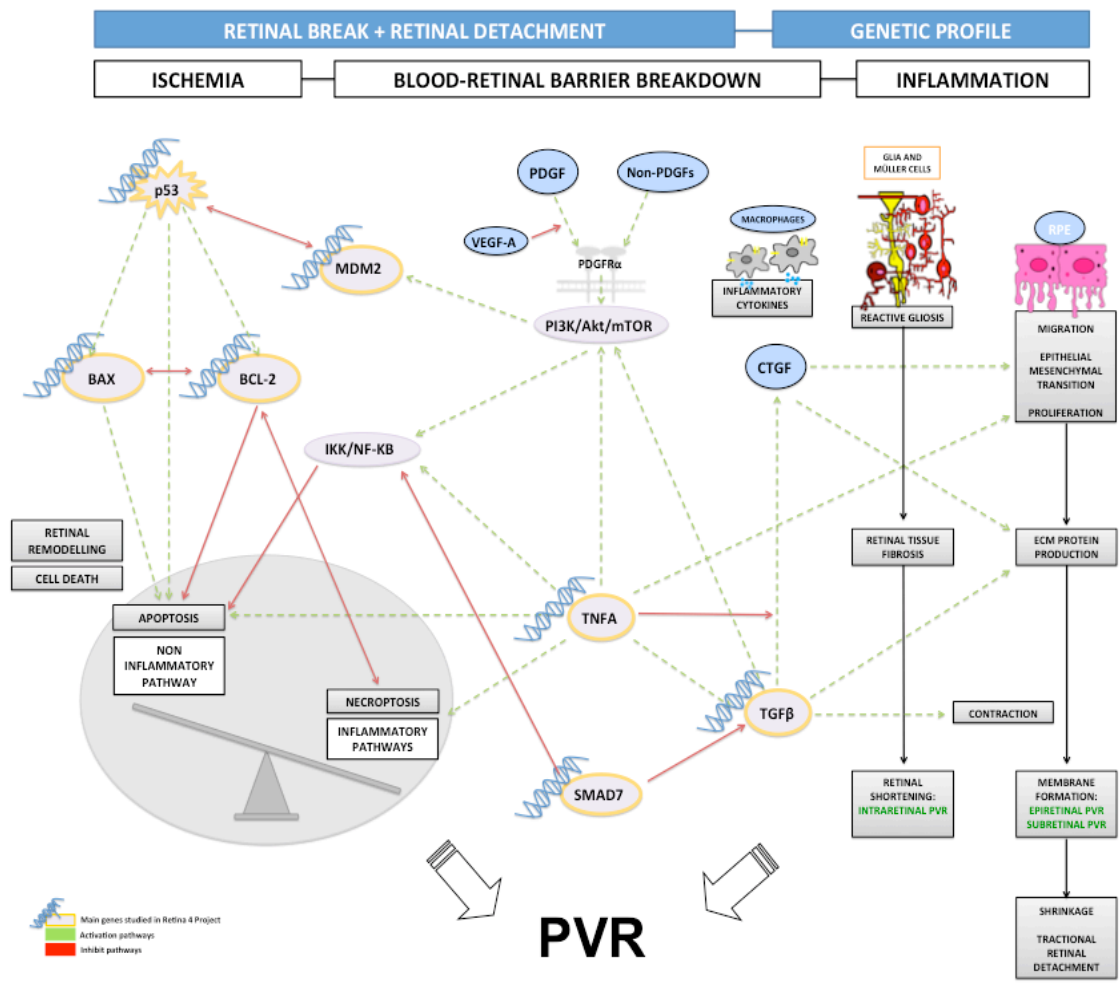 RETINAL BREAK + RETINAL DETACHMENT
GENETIC PROFILE
ISCHEMIA
BLOOD-RETINAL BARRIER BREAKDOWN
INFLAMMATION
p53
MDM2
BAX
BCL-2
PDGF
Non-PDGFs
VEGF-A
PDGFRα
PI3K/Akt/mTOR
IKK/NF-KB
MACROPHAGES
INFLAMMATORY
CYTOKINES
GLIA AND
MÜLLER CELLS
REACTIVE GLIOSIS
RPE
MIGRATION
EPITHELIAL
MESENCHYMAL
TRANSITION
PROLIFERATION
CTGF
RETINAL
REMODELLING
CELL DEATH
APOPTOSIS
NON
INFLAMMATORY
PATHWAY
NECROPTOSIS
INFLAMMATORY
PATHWAYS
TNFA
TGFβ
SMAD7
RETINAL TISSUE
FIBROSIS
ECM PROTEIN
PRODUCTION
CONTRACTION
RETINAL
SHORTENING:
INTRARETINAL PVR
MEMBRANE
FORMATION:
EPIRETINAL PVR
SUBRETINAL PVR
SHRINKAGE
TRACTIONAL
RETINAL
DETACHMENT
PVR
Main genes studied in Retina 4 Project
Activation pathways
Inhibit pathways